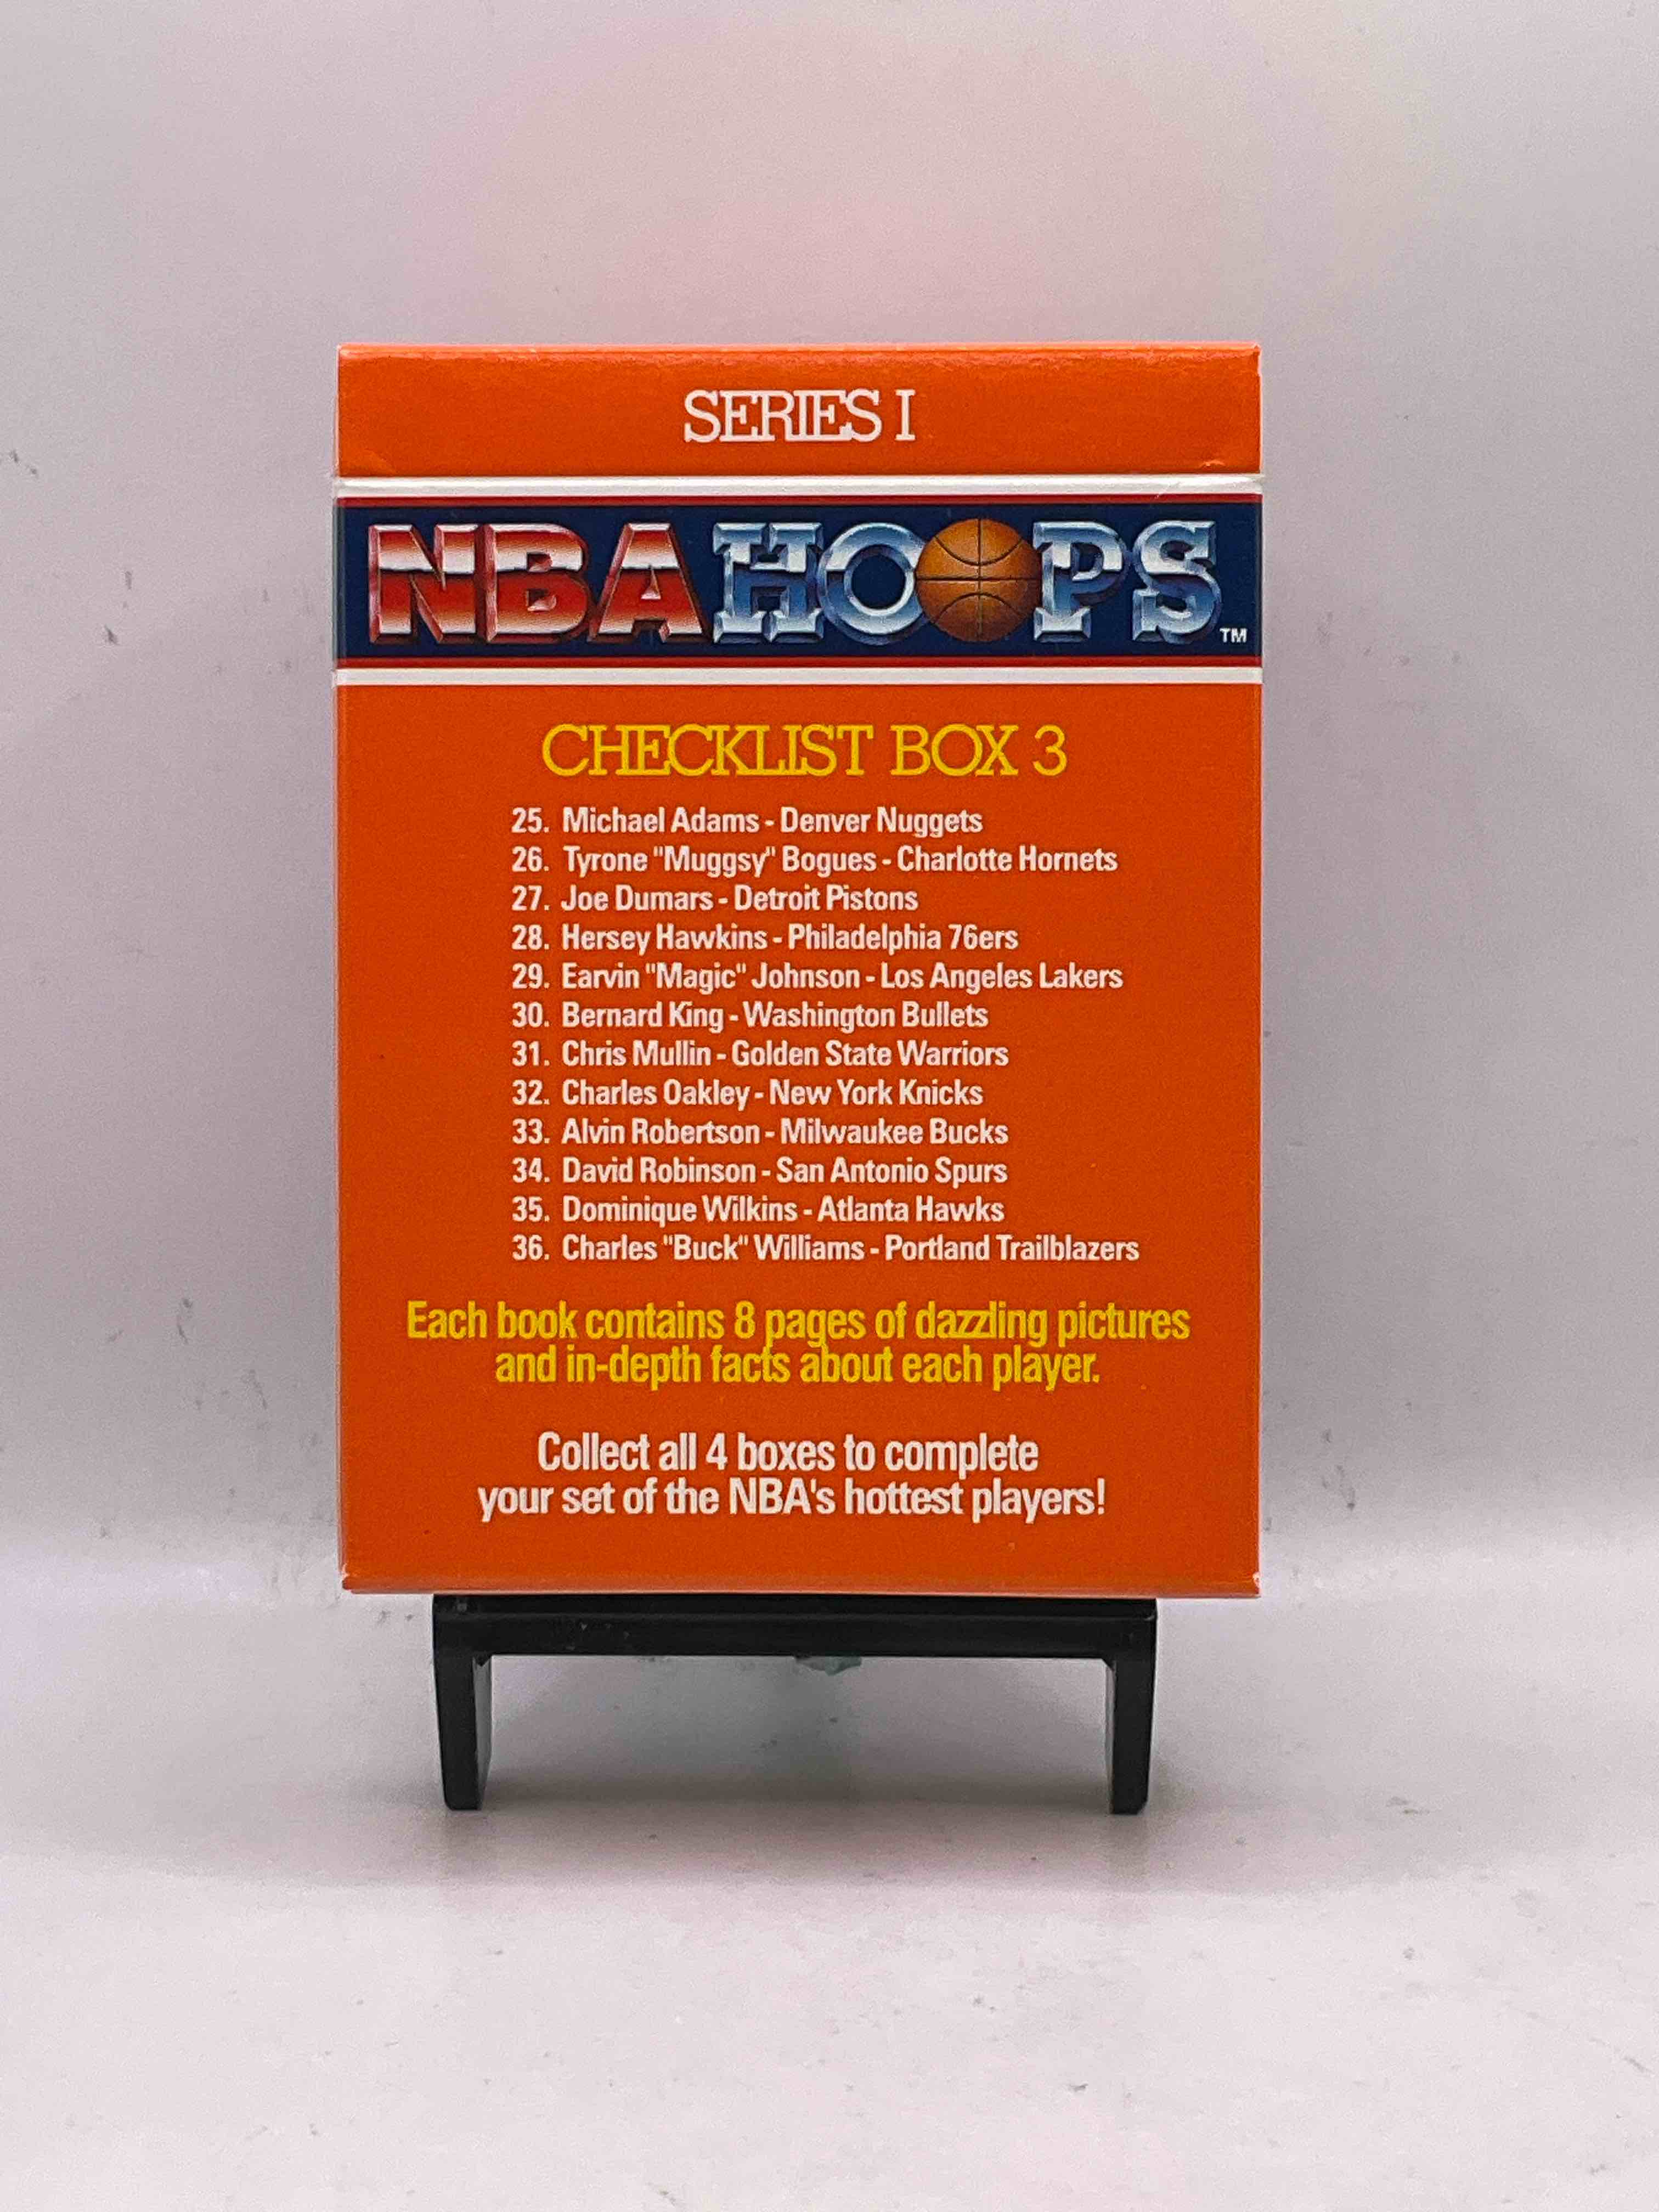 SERIES I
NBA HOOPS TM
CHECKLIST BOX 3
25. Michael Adams - Denver Nuggets
26. Tyrone "Muggsy" Bogues - Charlotte Hornets
27. Joe Dumars - Detroit Pistons
28. Hersey Hawkins - Philadelphia 76ers
29. Earvin "Magic" Johnson - Los Angeles Lakers
30. Bernard King - Washington Bullets
31. Chris Mullin - Golden State Warriors
32. Charles Oakley - New York Knicks
33. Alvin Robertson - Milwaukee Bucks
34. David Robinson - San Antonio Spurs
35. Dominique Wilkins - Atlanta Hawks
36. Charles "Buck" Williams - Portland Trailblazers
Each book contains 8 pages of dazzling pictures
and in-depth facts about each player.
Collect all 4 boxes to complete
your set of the NBA's hottest players!